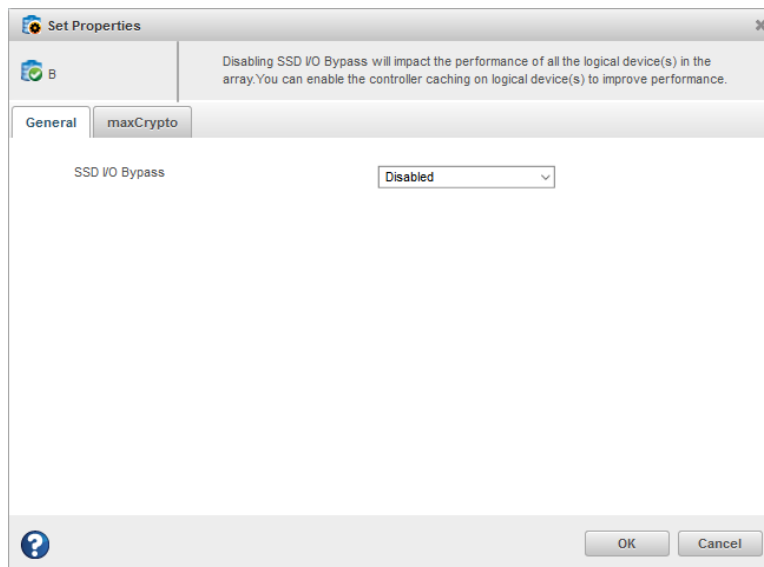 Set Properties
B
Disabling SSD I/O Bypass will impact the performance of all the logical device(s) in the
array.You can enable the controller caching on logical device(s) to improve performance.
General
maxCrypto
SSD I/O Bypass
Disabled
?
OK
Cancel